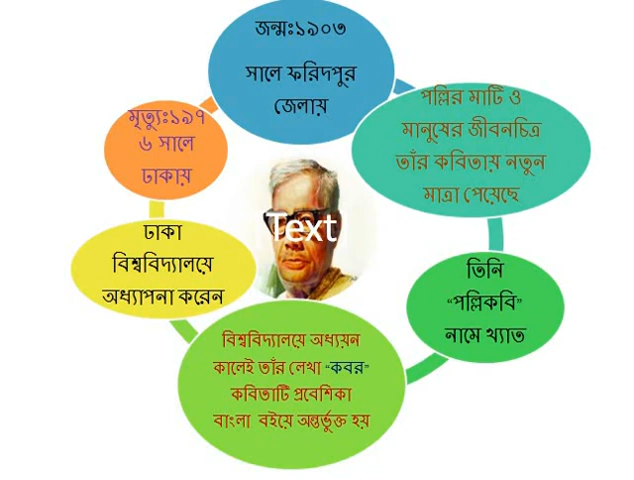 জন্মঃ১৯০৩
সালে ফরিদপুর
জেলায়
পল্লির মাটি ও
মানুষের জীবনচিত্র
তাঁর কবিতায় নতুন
মাত্রা পেয়েছে
তিনি
“পল্লিকবি”
নামে খ্যাত
বিশ্ববিদ্যালয়ে অধ্যয়ন
কালেই তাঁর লেখা “কবর”
কবিতাটি প্রবেশিকা
বাংলা বইয়ে অন্তর্ভুক্ত হয়
ঢাকা
বিশ্ববিদ্যালয়ে
অধ্যাপনা করেন
মৃত্যুঃ১৯৭
৬ সালে
ঢাকায়
Text